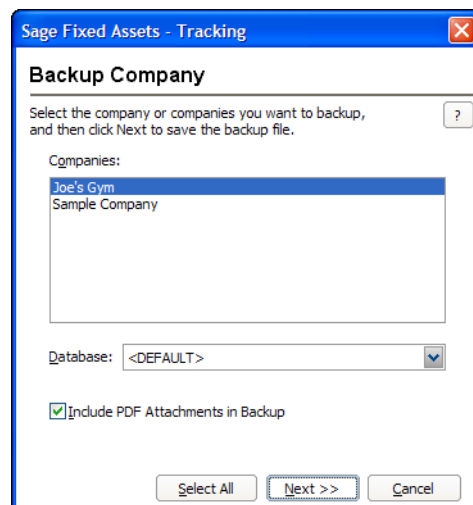 Sage Fixed Assets - Tracking
Backup Company
Select the company or companies you want to backup,
and then click Next to save the backup file.
?
Companies:
Joe's Gym
Sample Company
Database: <DEFAULT>
Include PDF Attachments in Backup
Select All Next >> Cancel